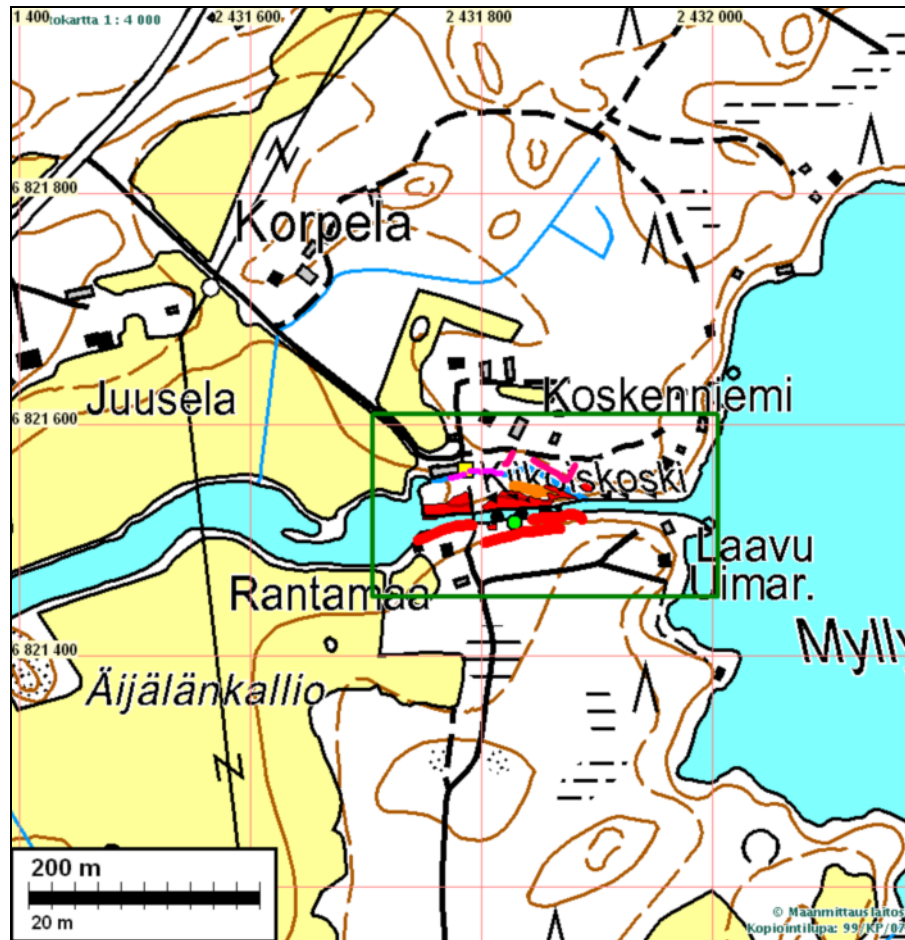 1 400
tokartta 1 : 4 000
2 431 600
2 431 800
2 432 000
6 821 800
Korpela
Juusela
Koskenniemi
6 821 600
Kiikoiskoski
Laavu
Uimar.
Rantamaa
6 821 400
Mylly
Äijälänkallio
200 m
20 m
© Maanmittauslaitos
Kopiointilupa: 99/KP/07